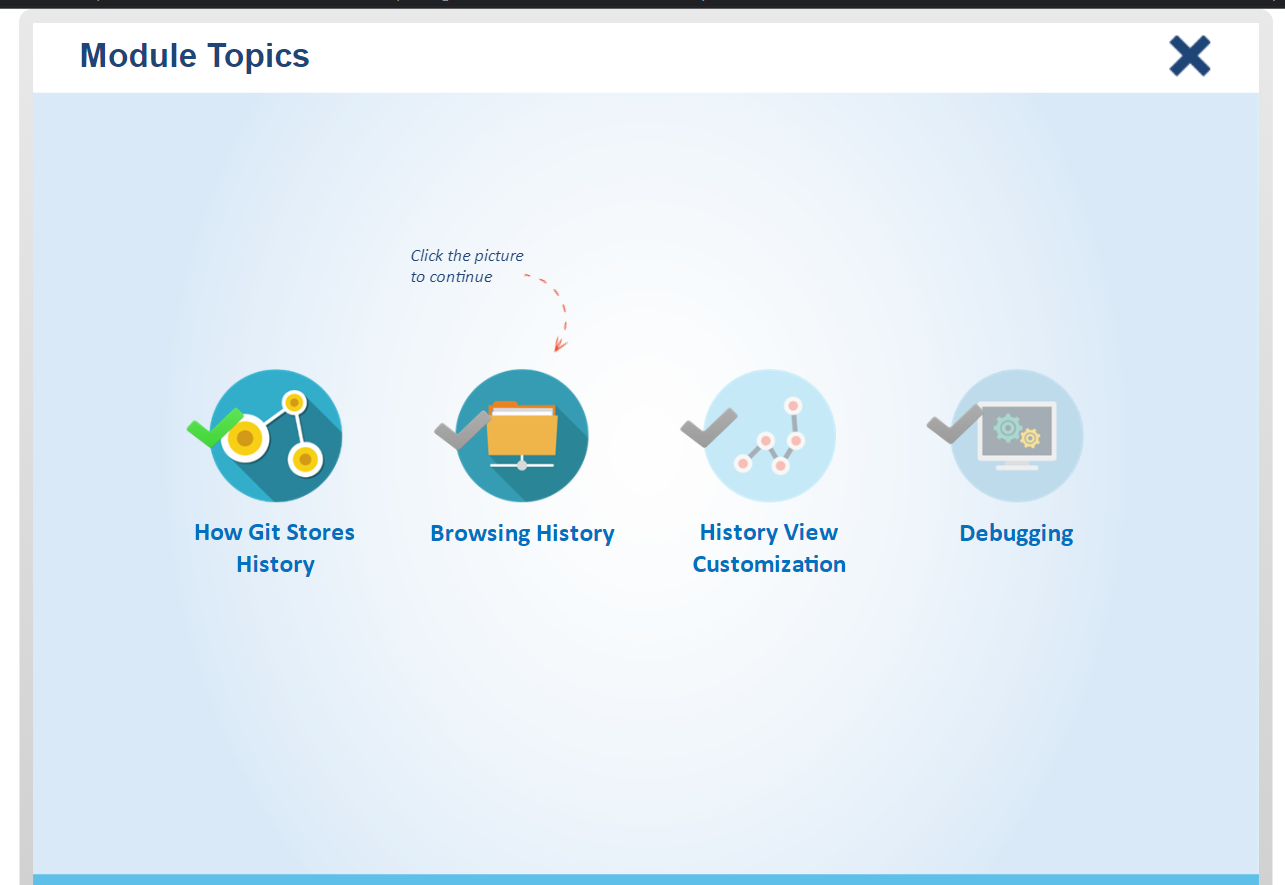 Module Topics
Click the picture
to continue
How Git Stores
History
Browsing History
History View
Customization
Debugging